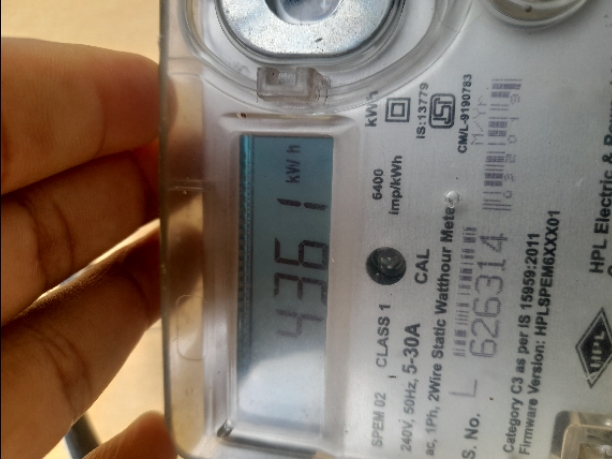 4361 kWh
kWh
6400
imp/kWh
IS:13779
CM/L-9190783
M/Yr.
SPEM 02
CLASS 1
CAL
240V, 50Hz, 5-30A
ac, 1Ph, 2Wire Static Watthour Meter
S. No. L 626314
Category C3 as per IS 15959:2011
Firmware Version: HPLSPEM6XXX01
HPL
HPL Electric &